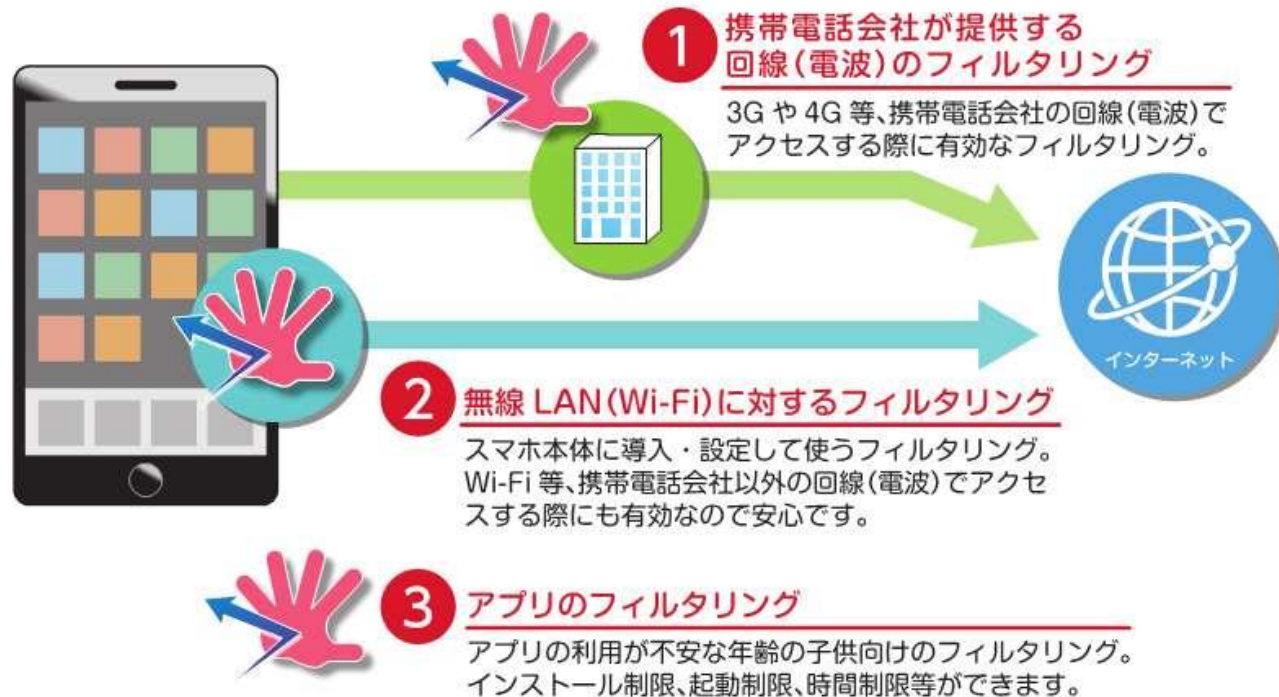 1
携帯電話会社が提供する
回線(電波)のフィルタリング
3G や 4G 等、携帯電話会社の回線(電波)で
アクセスする際に有効なフィルタリング。
インターネット
2
無線 LAN(Wi-Fi)に対するフィルタリング
スマホ本体に導入・設定して使うフィルタリング。
Wi-Fi 等、携帯電話会社以外の回線(電波)でアクセ
スする際にも有効なので安心です。
3
アプリのフィルタリング
アプリの利用が不安な年齢の子供向けのフィルタリング。
インストール制限、起動制限、時間制限等ができます。